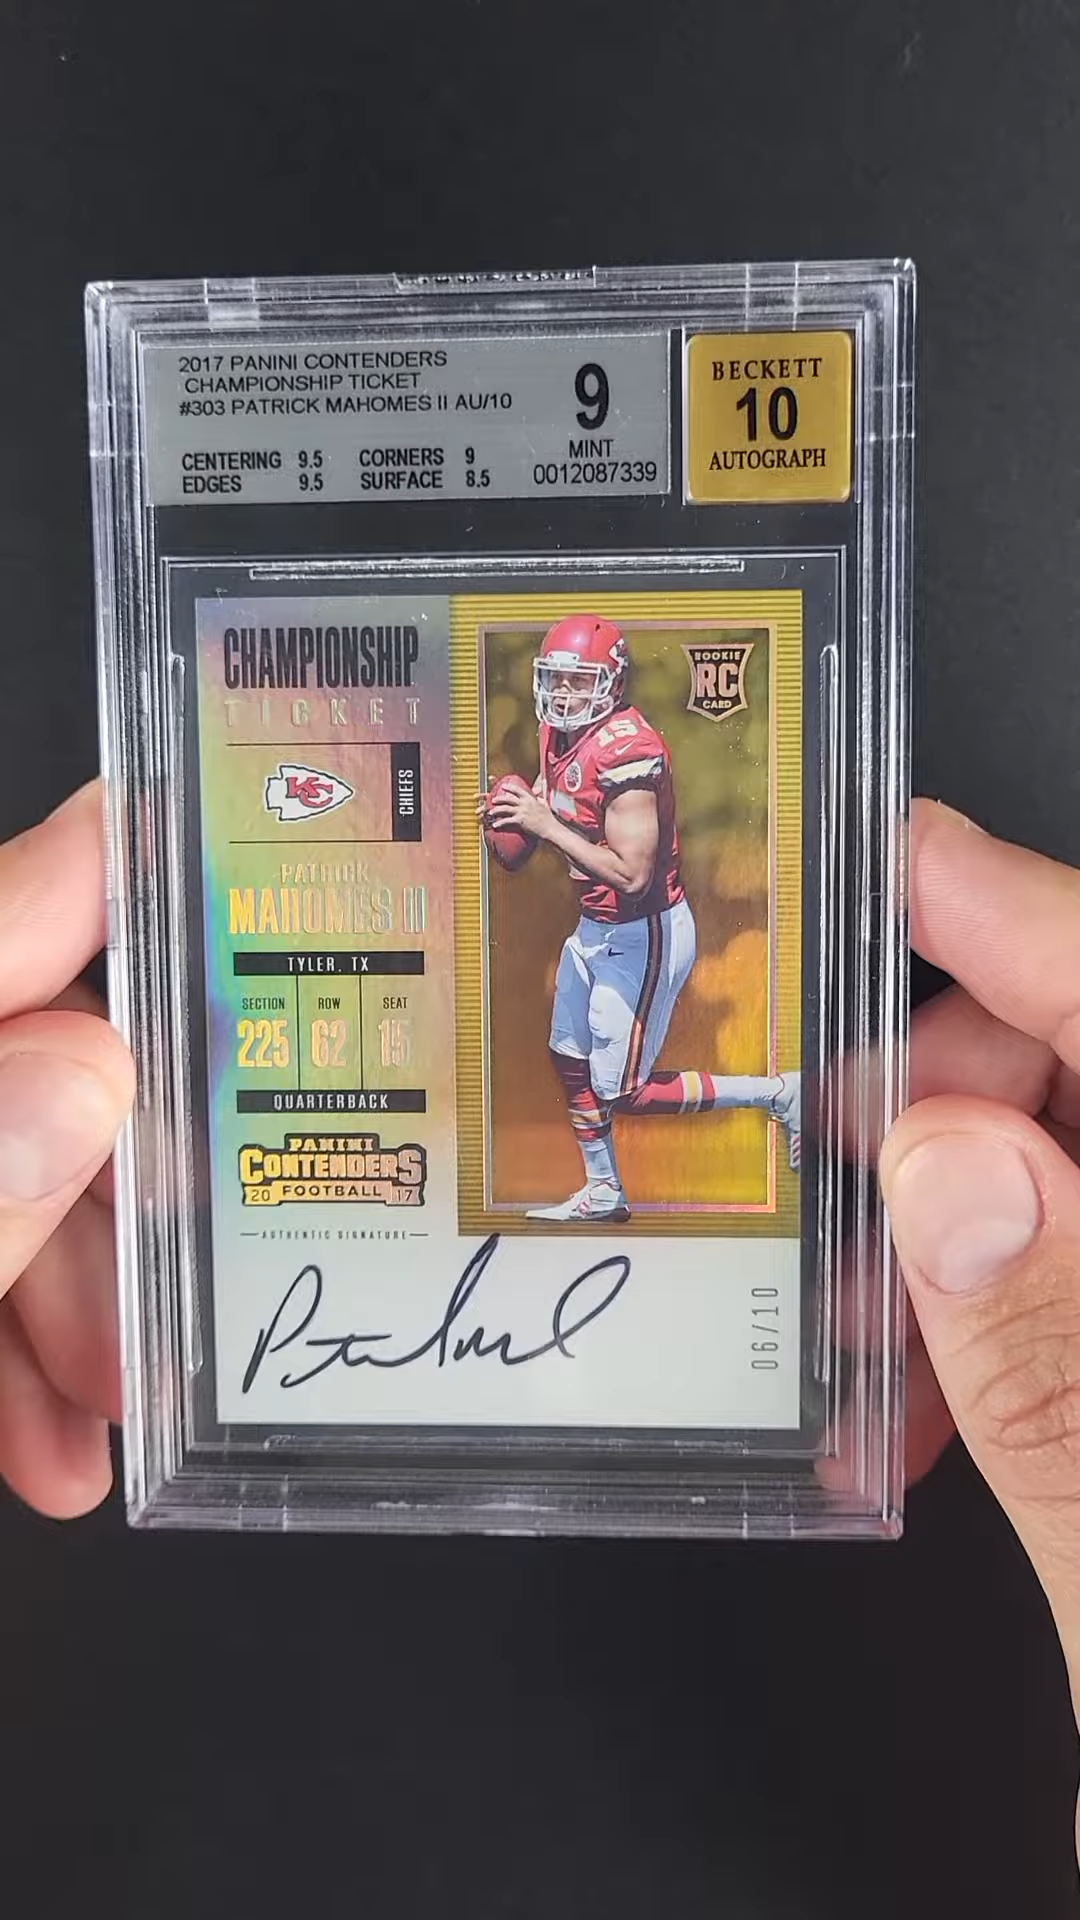 2017 PANINI CONTENDERS
CHAMPIONSHIP TICKET
#303 PATRICK MAHOMES II AU/10
CENTERING 9.5 CORNERS 9
EDGES 9.5 SURFACE 8.5
9
MINT
0012087339
BECKETT
10
AUTOGRAPH
CHAMPIONSHIP
TICKET
KC
CHIEFS
PATRICK
MAHOMES II
TYLER, TX
SECTION ROW SEAT
225 62 15
QUARTERBACK
PANINI
CONTENDERS
20 FOOTBALL 17
AUTHENTIC SIGNATURE
ROOKIE
RC
CARD
15
06/10